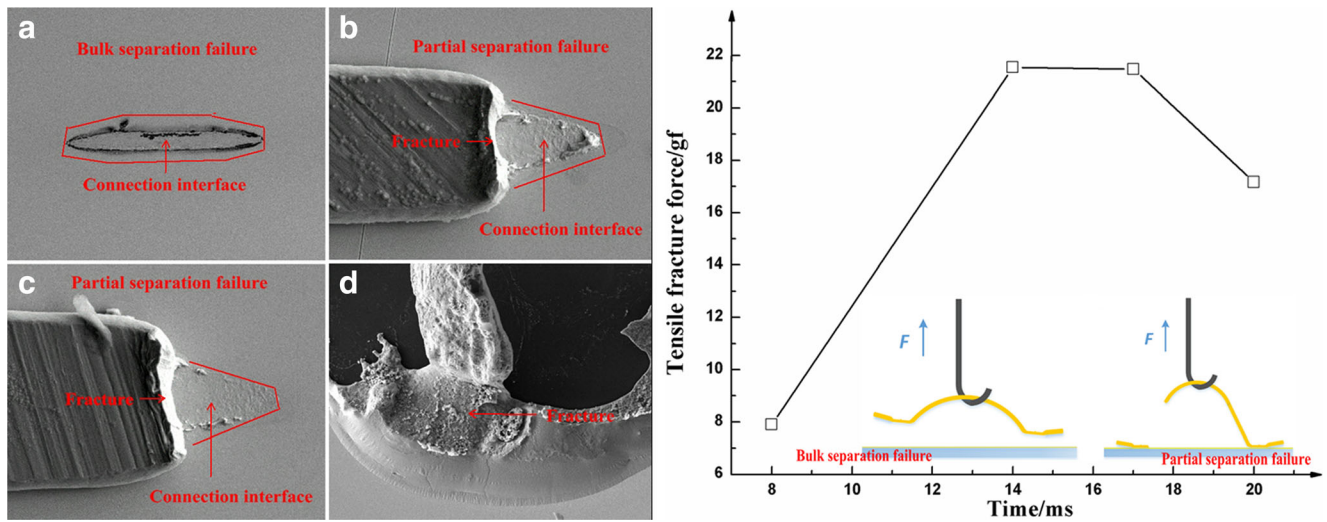 a
Bulk separation failure
Connection interface
b
Partial separation failure
Fracture
Connection interface
c
Partial separation failure
Fracture
Connection interface
d
Fracture
Tensile fracture force/gf
22
20
18
16
14
12
10
8
6
F
F
Bulk separation failure
Partial separation failure
8
10
12
14
16
18
20
Time/ms